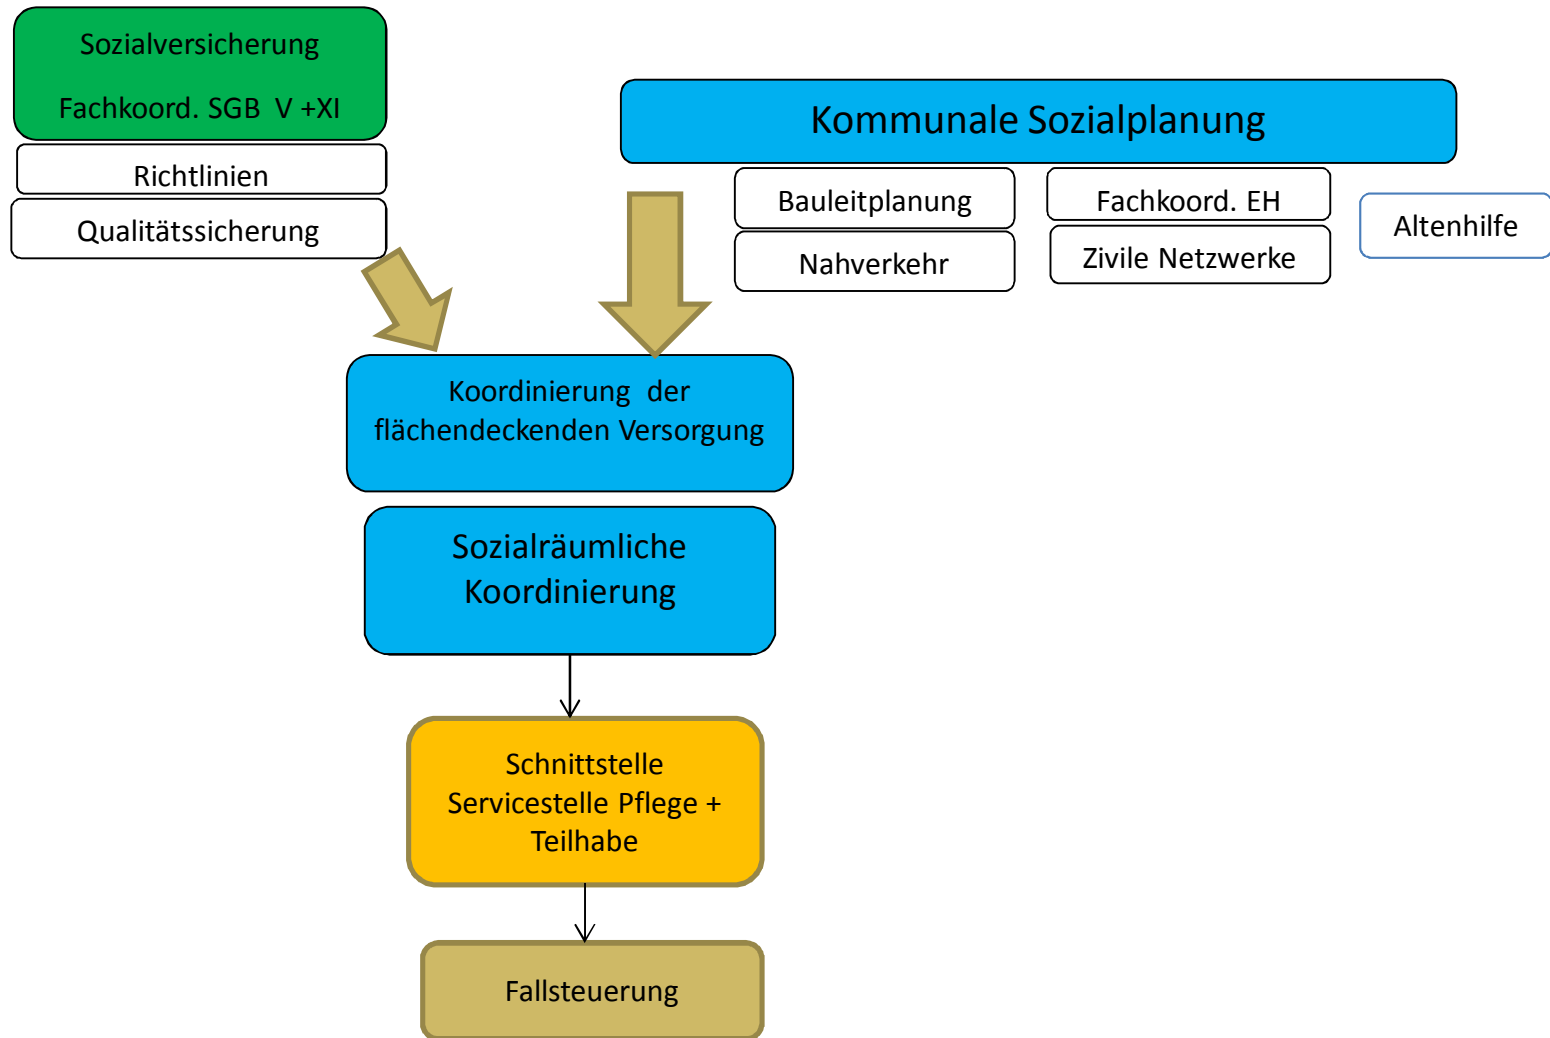 Sozialversicherung
Fachkoord. SGB V +XI
Richtlinien
Qualitätssicherung
Kommunale Sozialplanung
Bauleitplanung
Nahverkehr
Fachkoord. EH
Zivile Netzwerke
Altenhilfe
Koordinierung der
flächendeckenden Versorgung
Sozialräumliche
Koordinierung
Schnittstelle
Servicestelle Pflege +
Teilhabe
Fallsteuerung